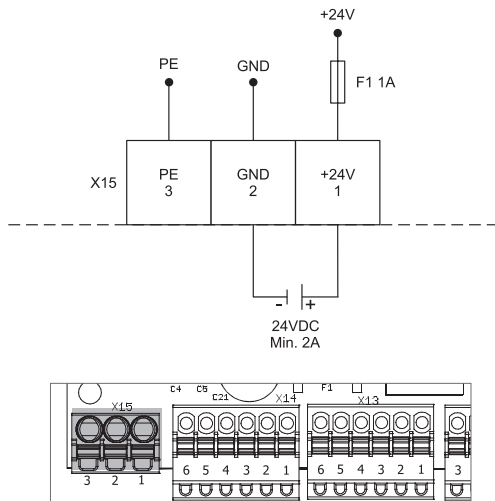 +24V
PE GND
F1 1A
X15
PE GND +24V
3 2 1
- +
24VDC
Min. 2A
C4 C5 F1
C21
X15 X14 X13
3 2 1 6 5 4 3 2 1 6 5 4 3 2 1 3